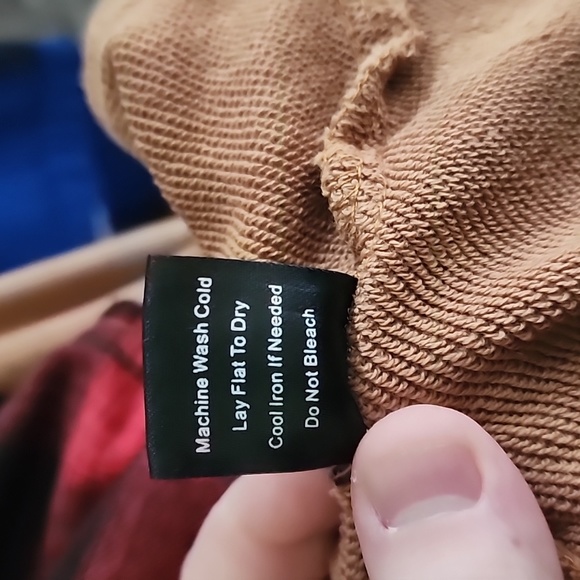 Machine Wash Cold
Lay Flat To Dry
Cool Iron If Needed
Do Not Bleach